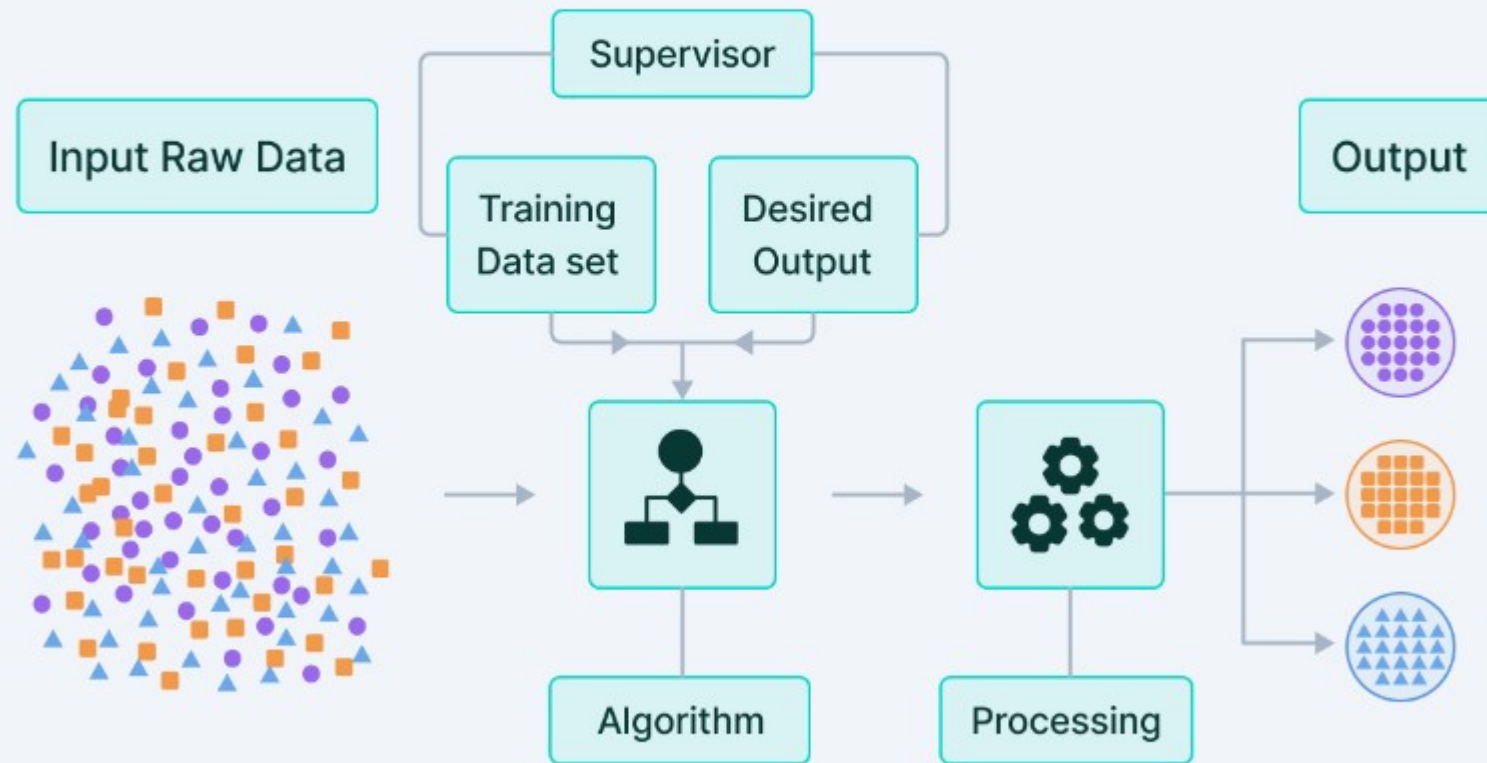 Supervisor
Input Raw Data
Training
Data set
Desired
Output
Output
Algorithm
Processing